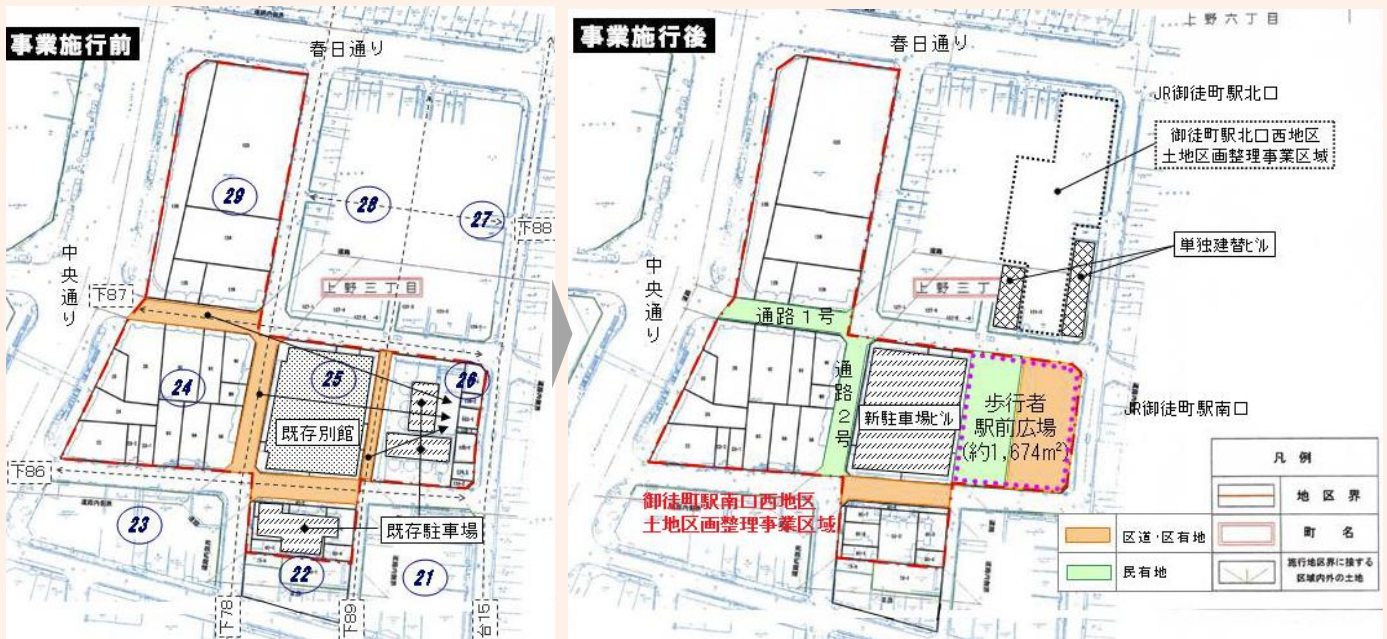 事業施行前
春日通り
29
28
27
下88
中央通り
下87
上野三丁目
24
25
26
既存別館
下86
23
既存駐車場
22
21
下78
下89
台15
事業施行後
上野六丁目
春日通り
JR御徒町駅北口
御徒町駅北口西地区
土地区画整理事業区域
単独建替ビル
中央通り
上野三丁
通路1号
通路2号
新駐車場ビル
歩行者
駅前広場
(約1,674m²)
JR御徒町駅南口
御徒町駅南口西地区
土地区画整理事業区域
凡例
地区界
区道・区有地
町名
民有地
施行地区界に接する
区域内外の土地